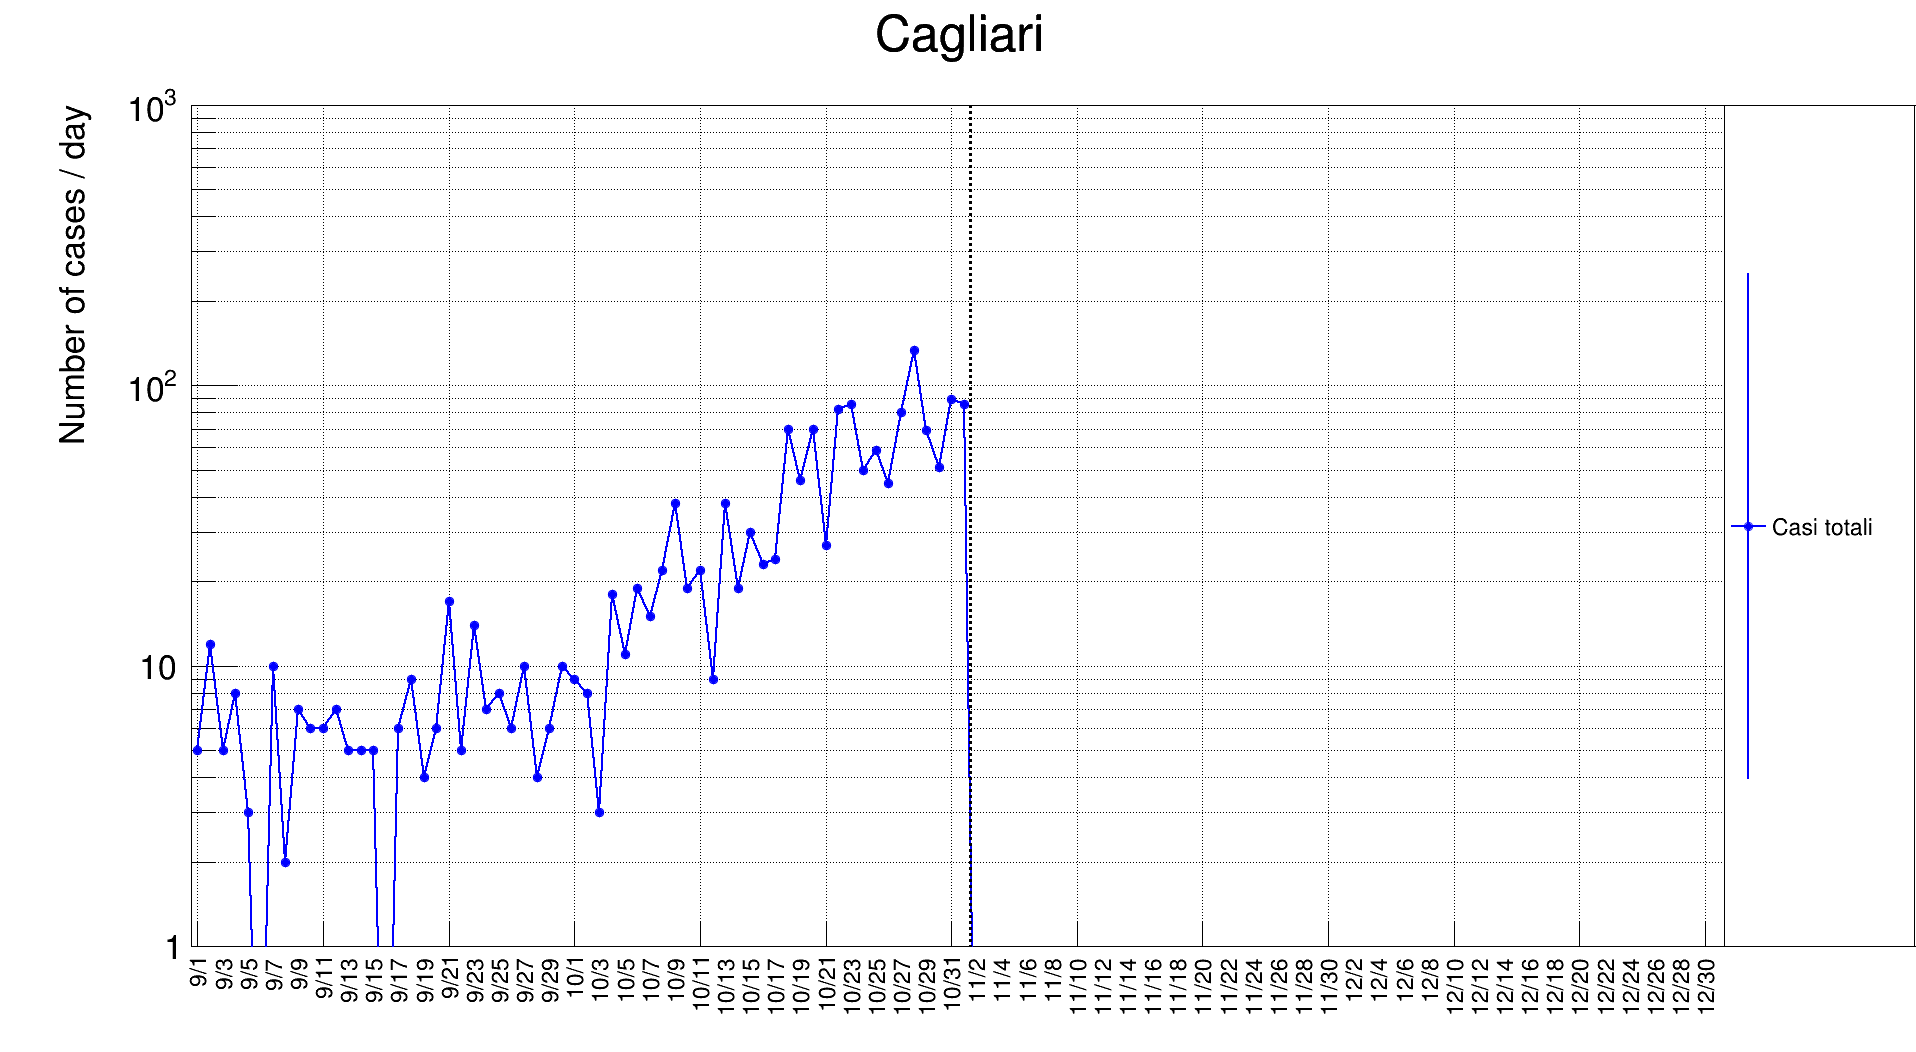 Cagliari
Number of cases / day
10³
10²
10
1
9/1 9/3 9/5 9/7 9/9 9/11 9/13 9/15 9/17 9/19 9/21 9/23 9/25 9/27 9/29 10/1 10/3 10/5 10/7 10/9 10/11 10/13 10/15 10/17 10/19 10/21 10/23 10/25 10/27 10/29 10/31 11/2 11/4 11/6 11/8 11/10 11/12 11/14 11/16 11/18 11/20 11/22 11/24 11/26 11/28 11/30 12/2 12/4 12/6 12/8 12/10 12/12 12/14 12/16 12/18 12/20 12/22 12/24 12/26 12/28 12/30
Casi totali